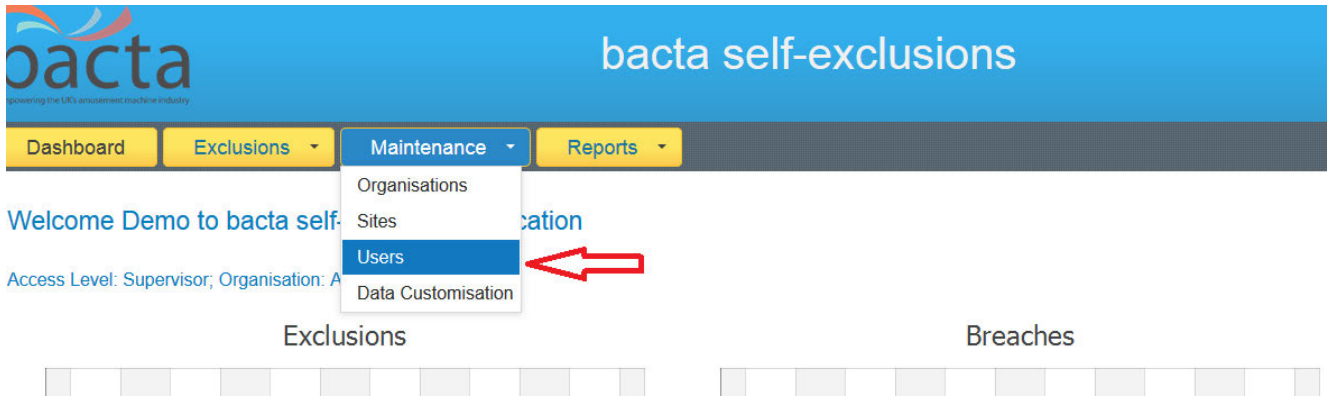 bacta
empowering the UK's amusement machine industry
bacta self-exclusions
Dashboard Exclusions Maintenance Reports
Organisations
Welcome Demo to bacta self- Sites cation
Users
Access Level: Supervisor; Organisation: A
Data Customisation
Exclusions Breaches